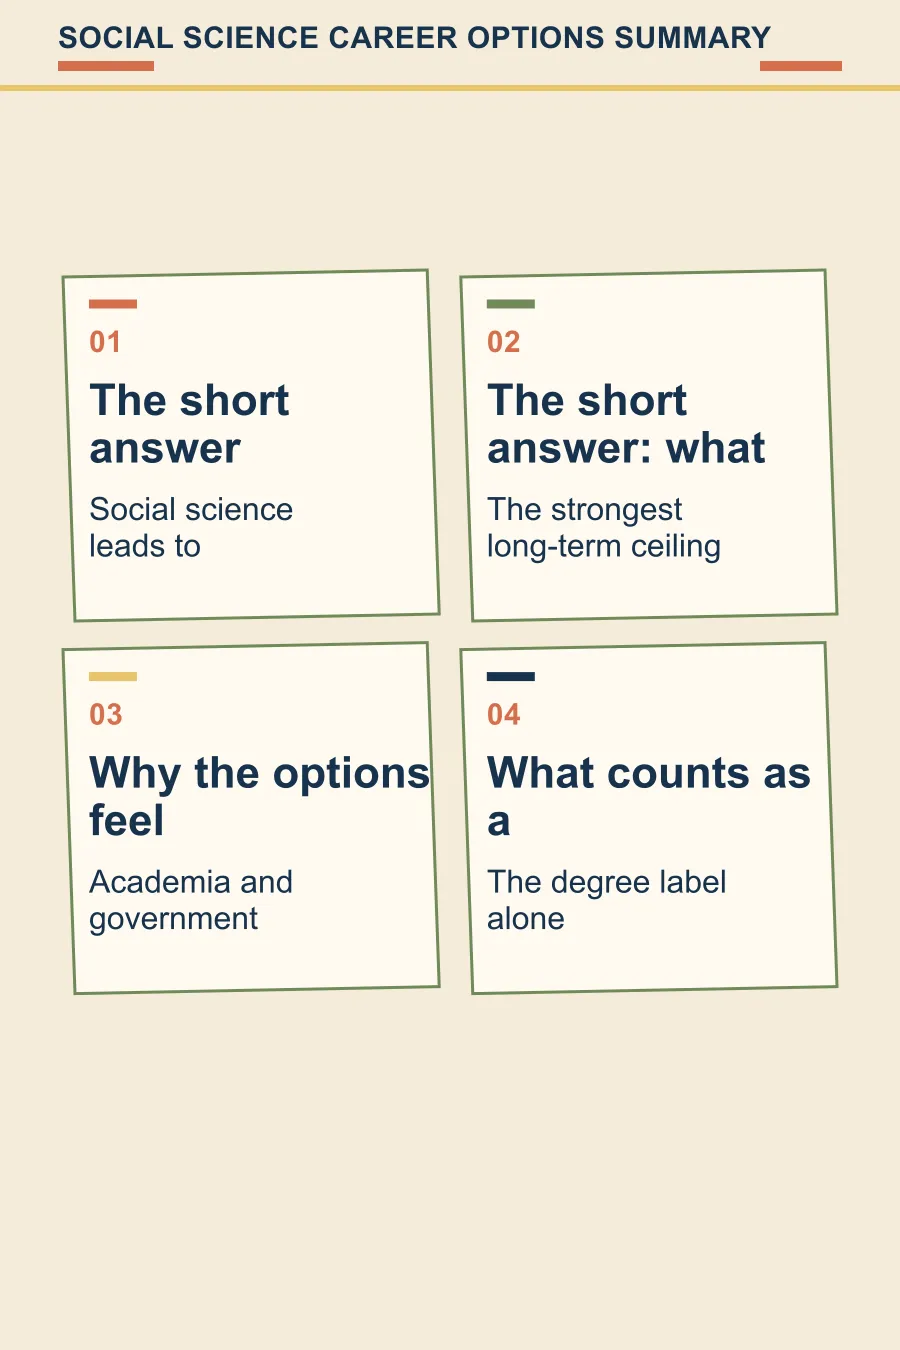 SOCIAL SCIENCE CAREER OPTIONS SUMMARY
01
The short
answer
Social science
leads to
02
The short
answer: what
The strongest
long-term ceiling
03
Why the options
feel
Academia and
government
04
What counts as
a
The degree label
alone